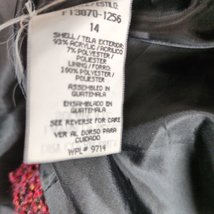 /ESTILO:
F13070-1256
14
SHELL/TELA EXTERIOR:
93% ACRYLIC/ACRILICO
7% POLYESTER/
POLIESTER
LINING/FORRO:
100% POLYESTER/
POLIESTER
ASSEMBLED IN
GUATEMALA
ENSAMBLADO EN
GUATEMALA
SEE REVERSE FOR CARE
VER AL DORSO PARA
CUIDADO
WPL# 9714